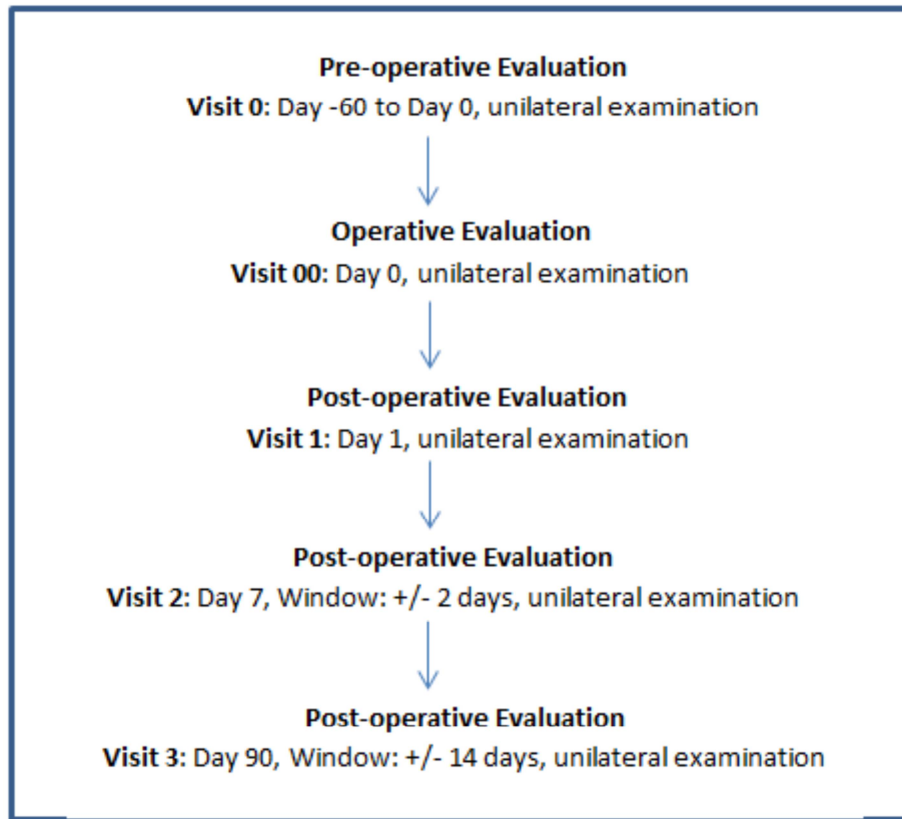 Pre-operative Evaluation
Visit 0: Day -60 to Day 0, unilateral examination
Operative Evaluation
Visit 00: Day 0, unilateral examination
Post-operative Evaluation
Visit 1: Day 1, unilateral examination
Post-operative Evaluation
Visit 2: Day 7, Window: +/- 2 days, unilateral examination
Post-operative Evaluation
Visit 3: Day 90, Window: +/- 14 days, unilateral examination